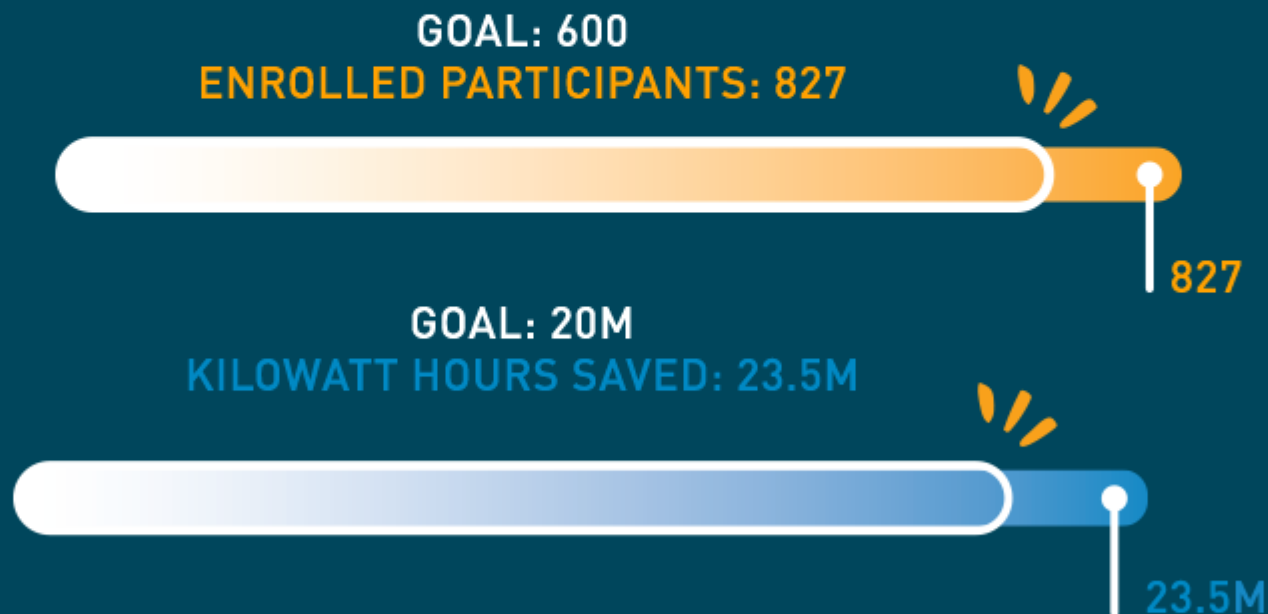 GOAL: 600
ENROLLED PARTICIPANTS: 827
827
GOAL: 20M
KILOWATT HOURS SAVED: 23.5M
23.5M